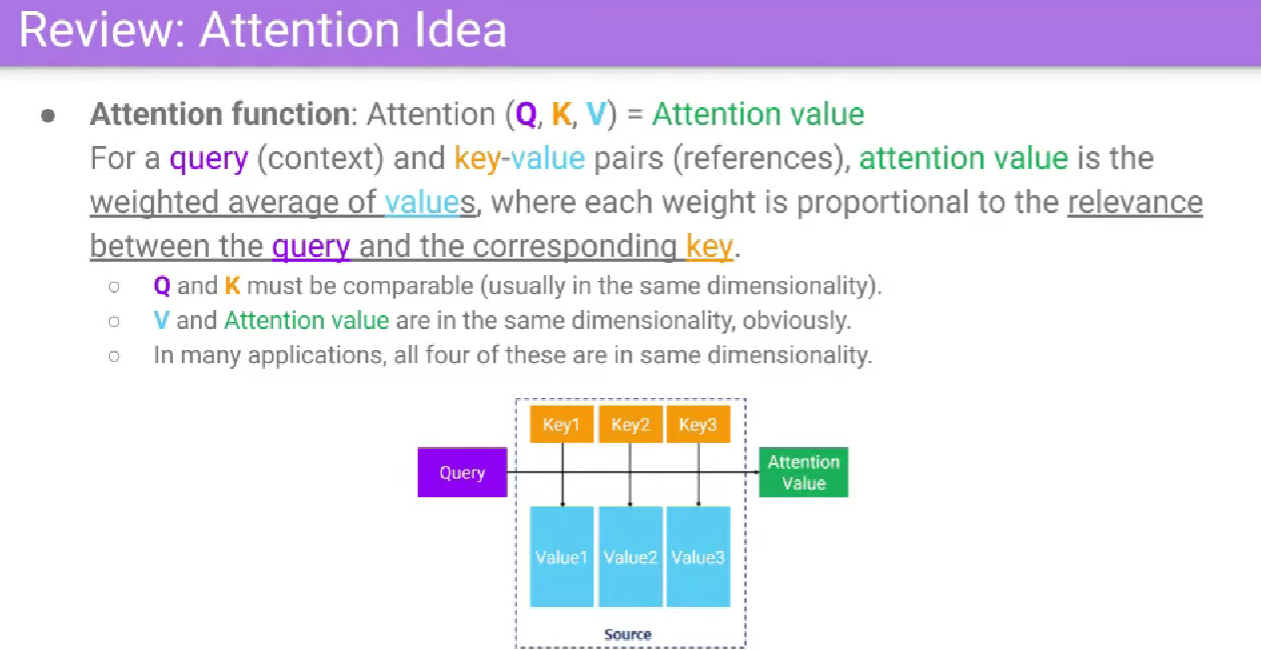 Review: Attention Idea
● Attention function: Attention (Q, K, V) = Attention value
For a query (context) and key-value pairs (references), attention value is the
weighted average of values, where each weight is proportional to the relevance
between the query and the corresponding key.
○ Q and K must be comparable (usually in the same dimensionality).
○ V and Attention value are in the same dimensionality, obviously.
○ In many applications, all four of these are in same dimensionality.
Key1 Key2 Key3
Query
Attention
Value
Value1 Value2 Value3
Source